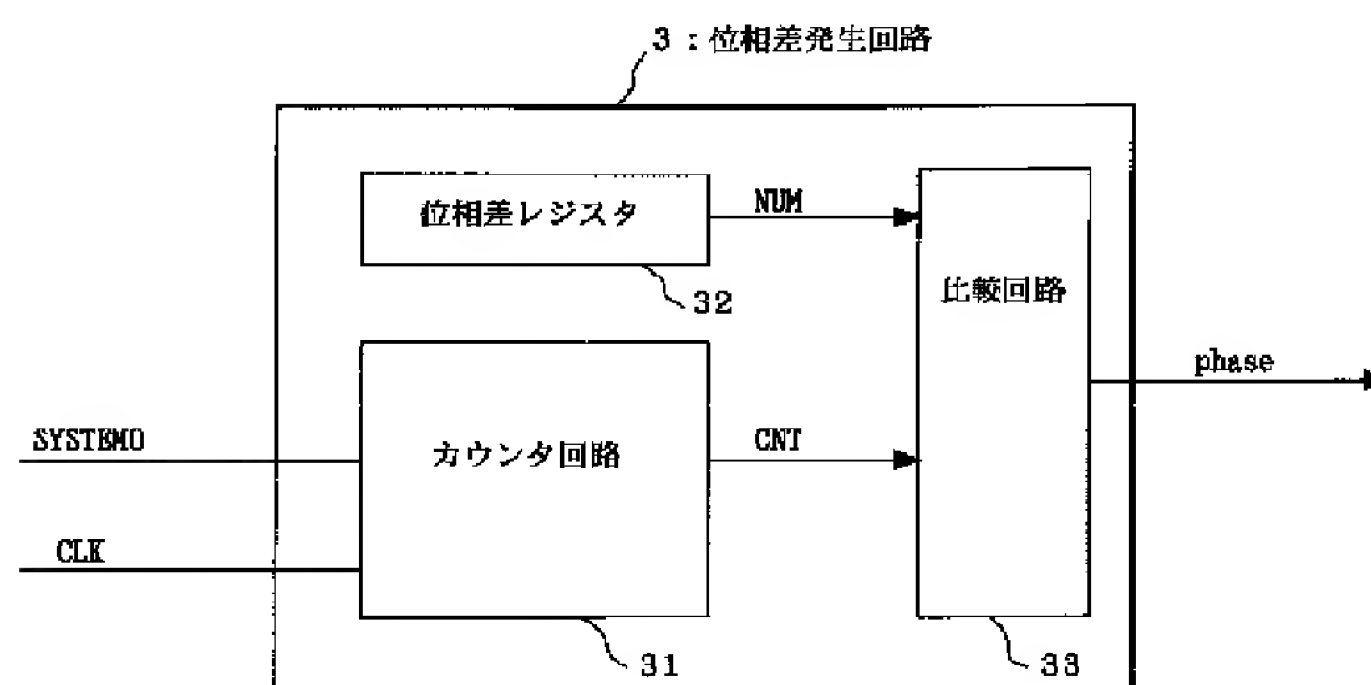 3:位相差発生回路
位相差レジスタ
NUM
32
比較回路
phase
SYSTEM0
カウンタ回路
CNT
CLK
31
33